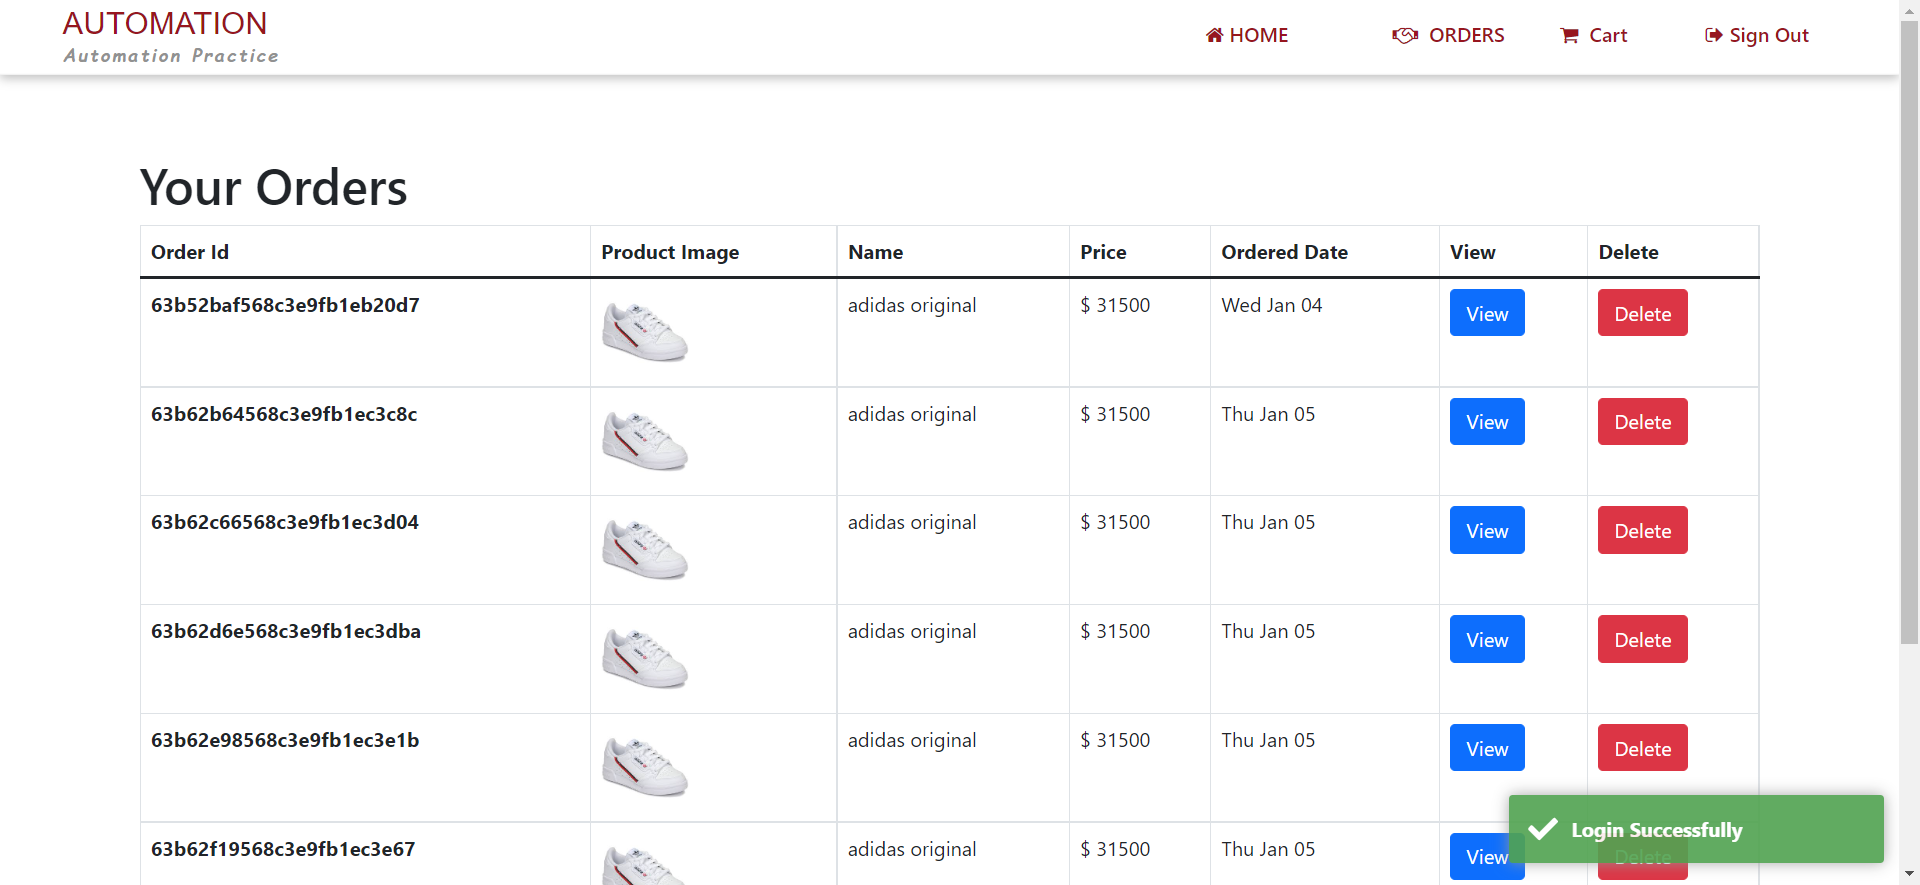 AUTOMATION
Automation Practice
HOME
ORDERS
Cart
Sign Out
Your Orders
Order Id Product Image Name Price Ordered Date View Delete
63b52baf568c3e9fb1eb20d7 adidas original $ 31500 Wed Jan 04 View Delete
63b62b64568c3e9fb1ec3c8c adidas original $ 31500 Thu Jan 05 View Delete
63b62c66568c3e9fb1ec3d04 adidas original $ 31500 Thu Jan 05 View Delete
63b62d6e568c3e9fb1ec3dba adidas original $ 31500 Thu Jan 05 View Delete
63b62e98568c3e9fb1ec3e1b adidas original $ 31500 Thu Jan 05 View Delete
63b62f19568c3e9fb1ec3e67 adidas original $ 31500 Thu Jan 05 View Delete
Login Successfully